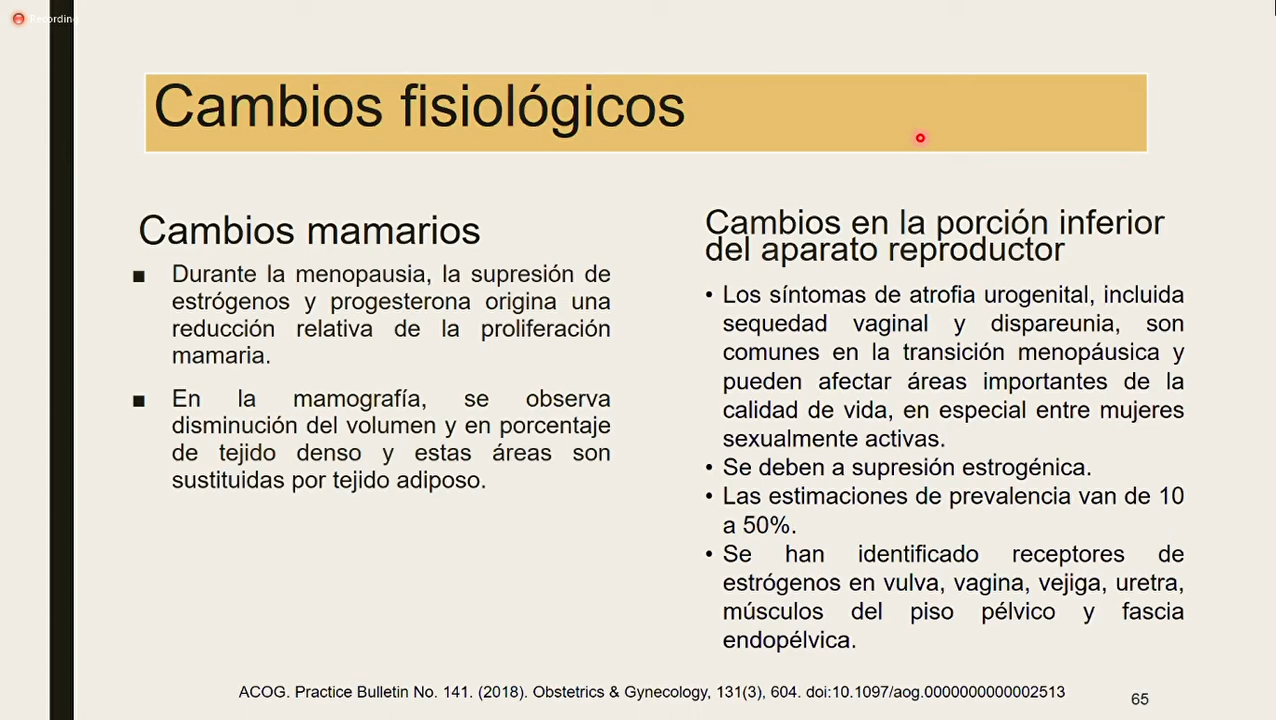 Recording
Cambios fisiológicos
Cambios mamarios
■ Durante la menopausia, la supresión de
estrógenos y progesterona origina una
reducción relativa de la proliferación
mamaria.
■ En la mamografía, se observa
disminución del volumen y en porcentaje
de tejido denso y estas áreas son
sustituidas por tejido adiposo.
Cambios en la porción inferior
del aparato reproductor
• Los síntomas de atrofia urogenital, incluida
sequedad vaginal y dispareunia, son
comunes en la transición menopáusica y
pueden afectar áreas importantes de la
calidad de vida, en especial entre mujeres
sexualmente activas.
• Se deben a supresión estrogénica.
• Las estimaciones de prevalencia van de 10
a 50%.
• Se han identificado receptores de
estrógenos en vulva, vagina, vejiga, uretra,
músculos del piso pélvico y fascia
endopélvica.
ACOG. Practice Bulletin No. 141. (2018). Obstetrics & Gynecology, 131(3), 604. doi:10.1097/aog.0000000000002513
65